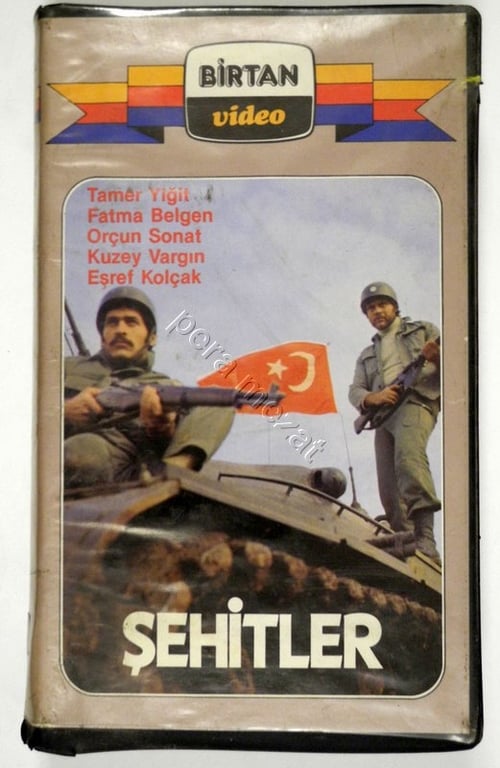 BİRTAN
video
Tamer Yiğit
Fatma Belgen
Orçun Sonat
Kuzey Vargın
Eşref Kolçak
pera mezat
ŞEHİTLER